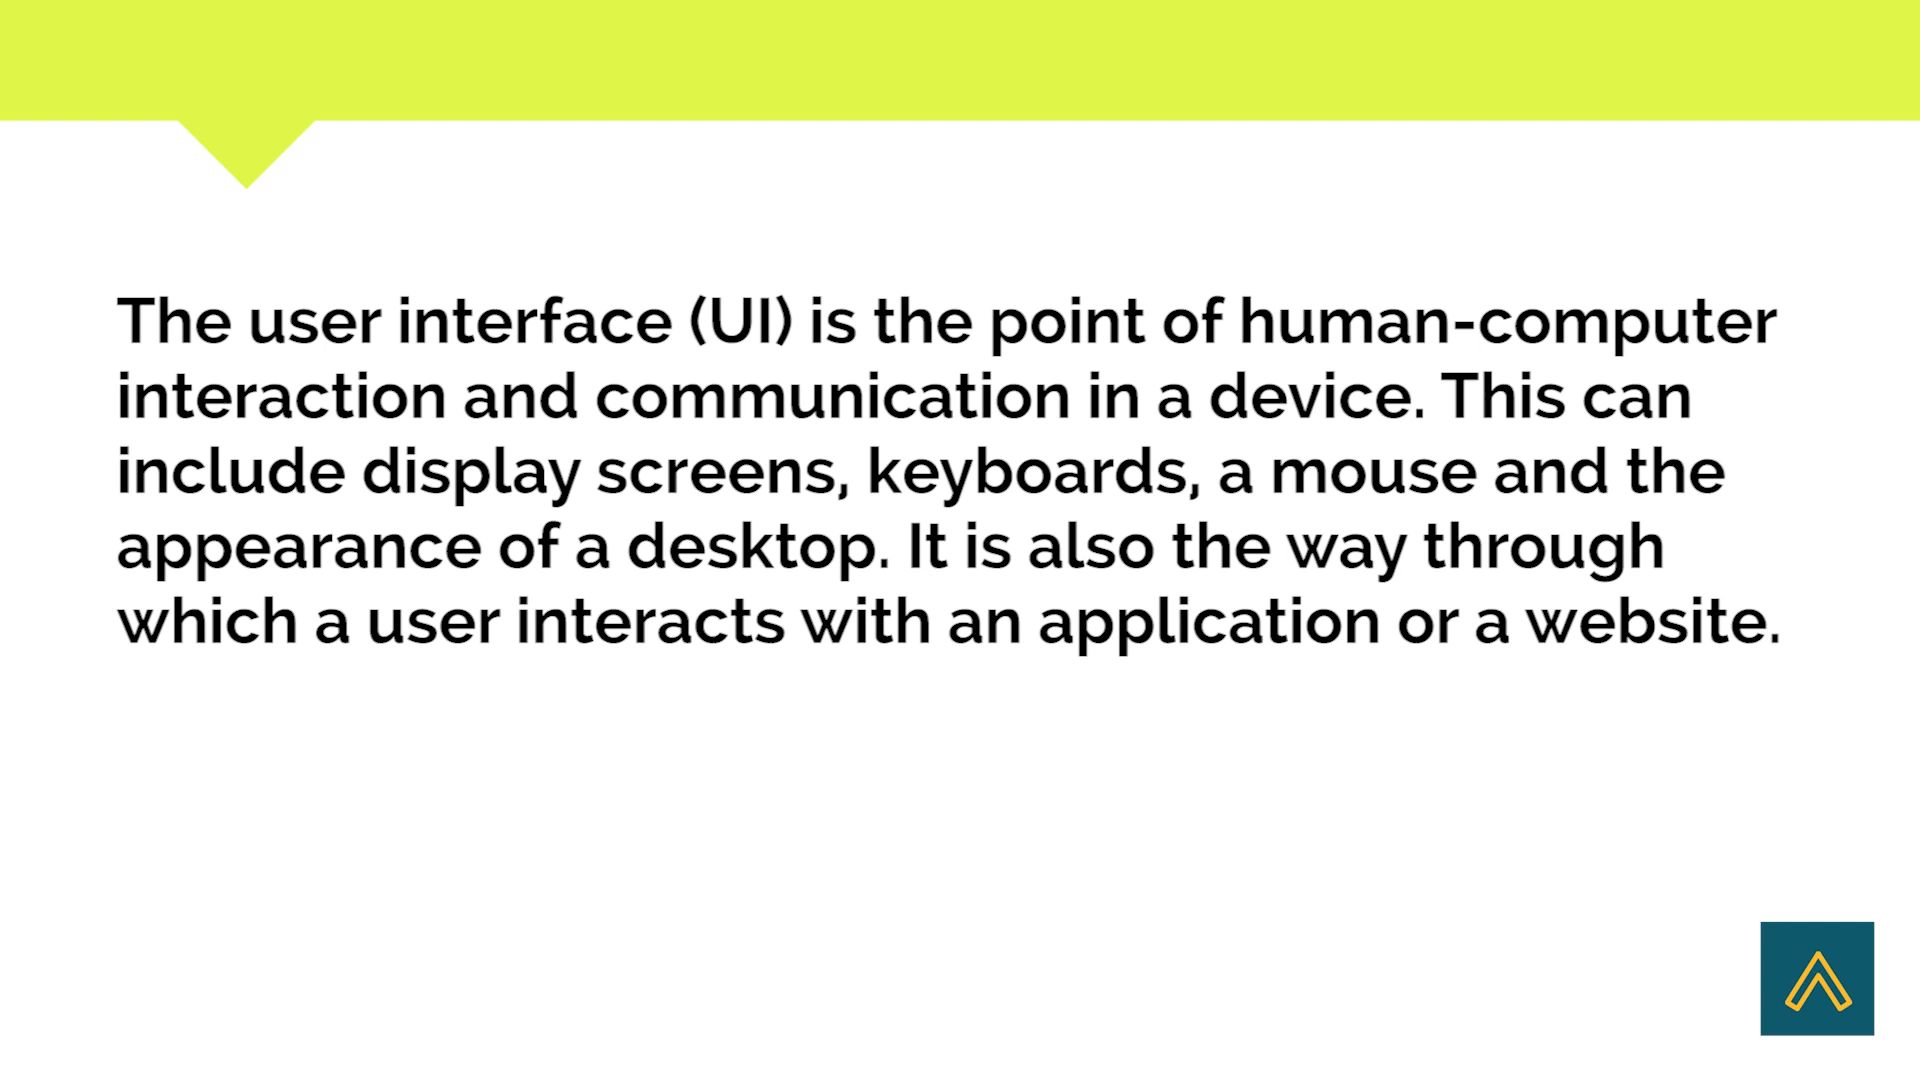 The user interface (UI) is the point of human-computer
interaction and communication in a device. This can
include display screens, keyboards, a mouse and the
appearance of a desktop. It is also the way through
which a user interacts with an application or a website.